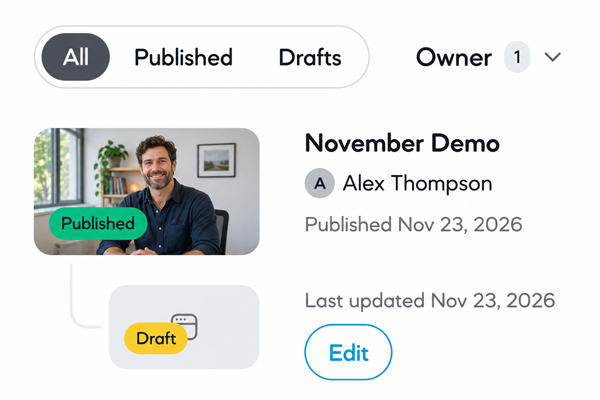 All
Published
Drafts
Owner 1
Published
November Demo
A Alex Thompson
Published Nov 23, 2026
Draft
Last updated Nov 23, 2026
Edit